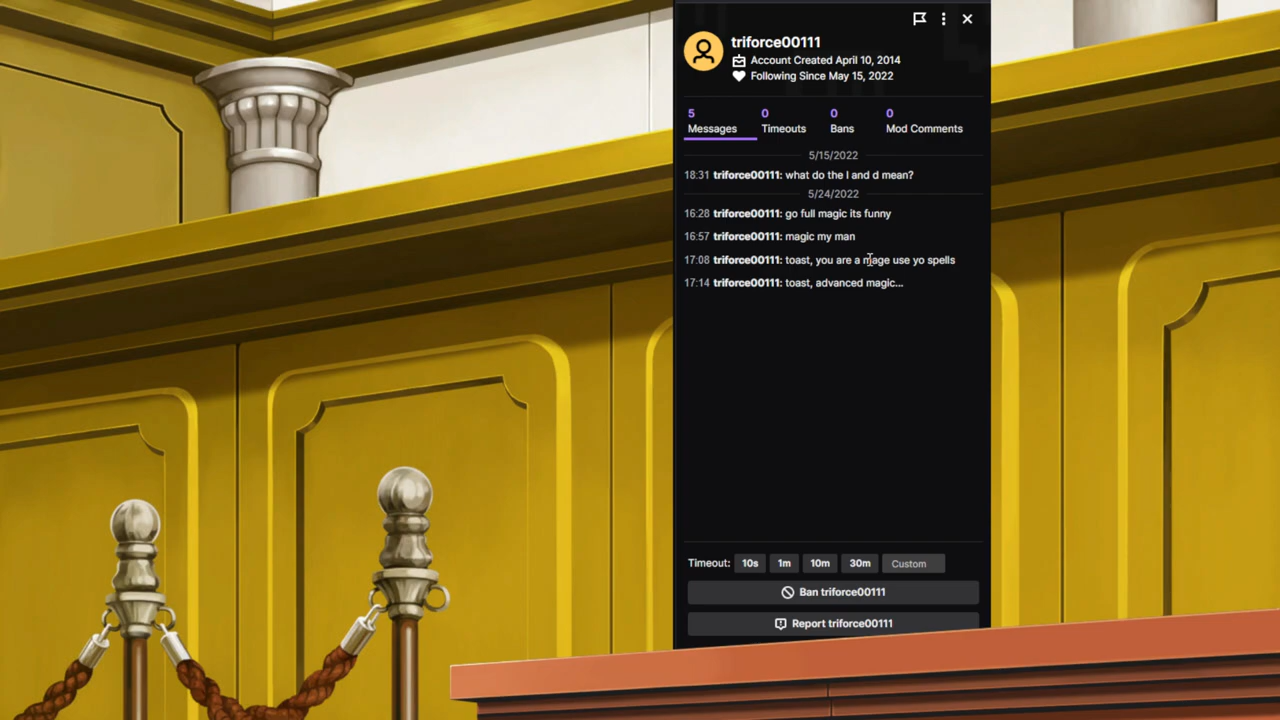 triforce00111
Account Created April 10, 2014
Following Since May 15, 2022
5 0 0 0
Messages Timeouts Bans Mod Comments
5/15/2022
18:31 triforce00111: what do the l and d mean?
5/24/2022
16:28 triforce00111: go full magic its funny
16:57 triforce00111: magic my man
17:08 triforce00111: toast, you are a mage use yo spells
17:14 triforce00111: toast, advanced magic...
Timeout: 10s 1m 10m 30m Custom
Ban triforce00111
Report triforce00111